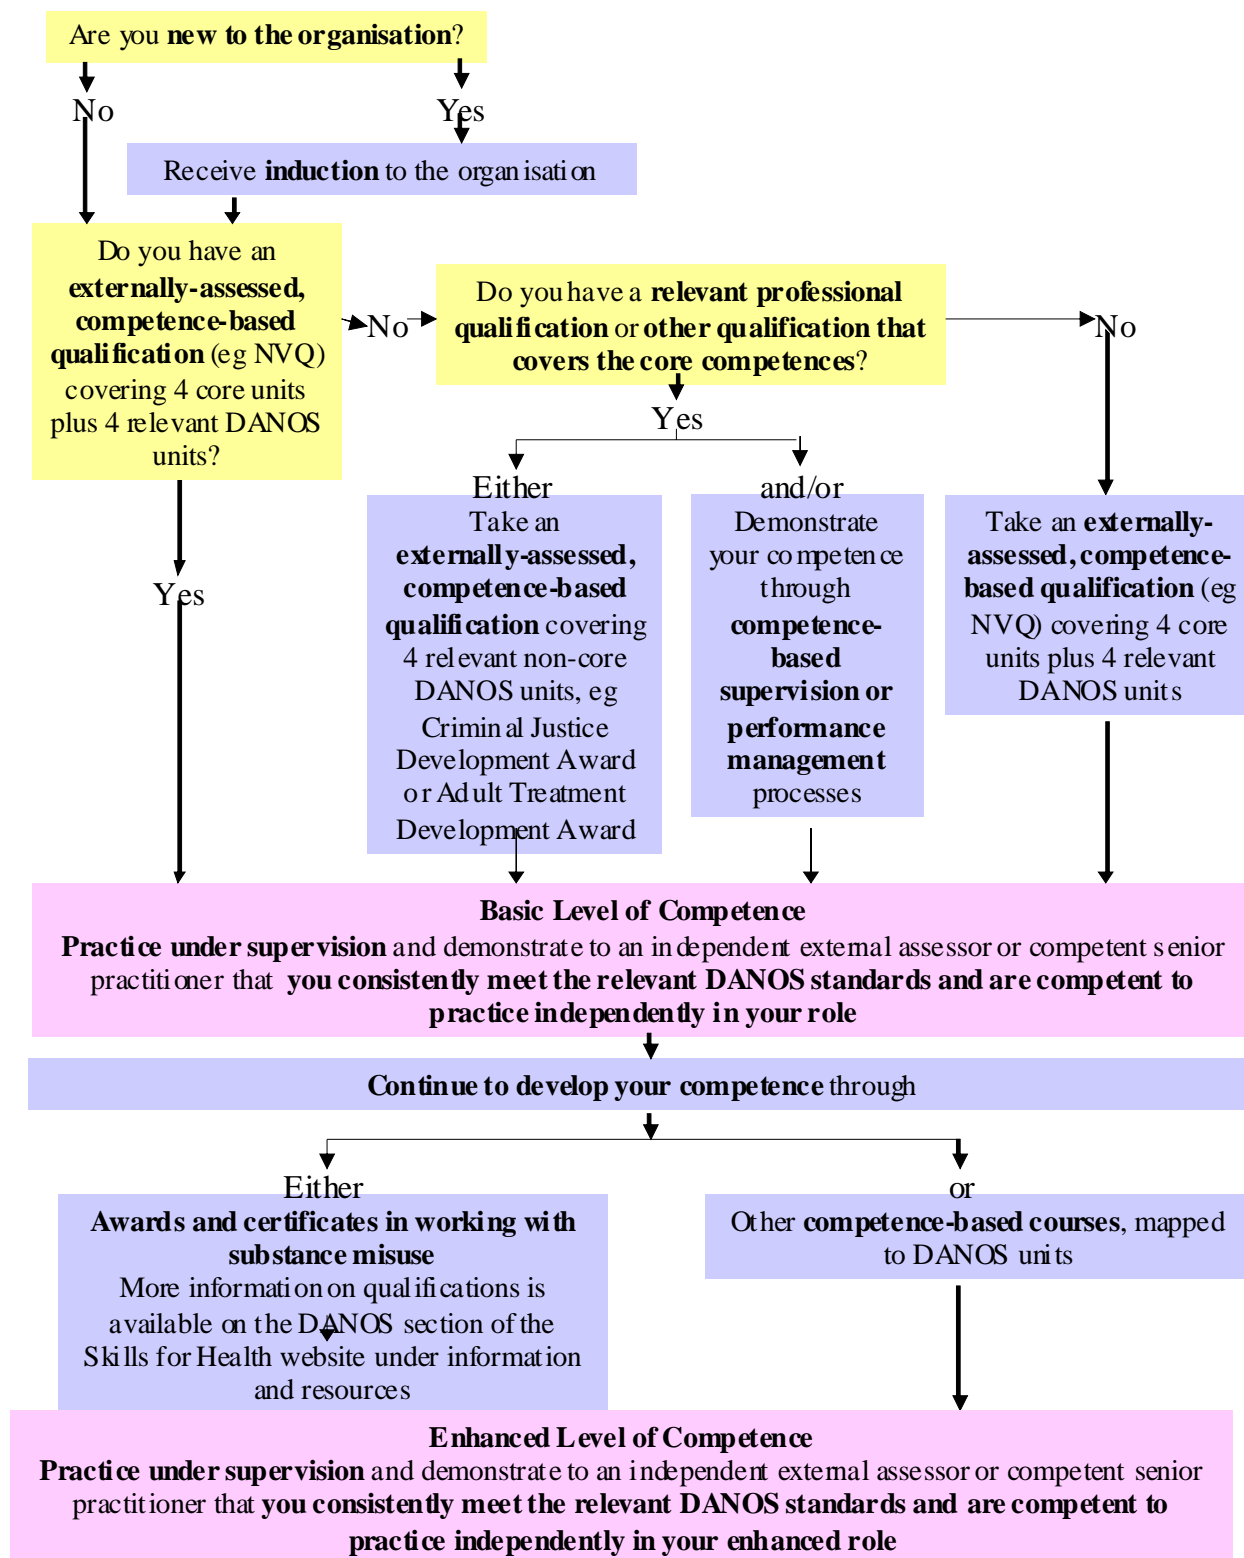 Are you new to the organisation?
No
Yes
Receive induction to the organisation
Do you have an
externally-assessed,
competence-based
qualification (eg NVQ)
covering 4 core units
plus 4 relevant DANOS
units?
No
Do you have a relevant professional
qualification or other qualification that
covers the core competences?
No
Yes
Yes
Either
Take an
externally-assessed,
competence-based
qualification covering
4 relevant non-core
DANOS units, eg
Criminal Justice
Development Award
or Adult Treatment
Development Award
and/or
Demonstrate
your competence
through
competence-
based
supervision or
performance
management
processes
Take an externally-
assessed, competence-
based qualification (eg
NVQ) covering 4 core
units plus 4 relevant
DANOS units
Basic Level of Competence
Practice under supervision and demonstrate to an independent external assessor or competent senior
practitioner that you consistently meet the relevant DANOS standards and are competent to
practice independently in your role
Continue to develop your competence through
Either
Awards and certificates in working with
substance misuse
More information on qualifications is
available on the DANOS section of the
Skills for Health website under information
and resources
or
Other competence-based courses, mapped
to DANOS units
Enhanced Level of Competence
Practice under supervision and demonstrate to an independent external assessor or competent senior
practitioner that you consistently meet the relevant DANOS standards and are competent to
practice independently in your enhanced role